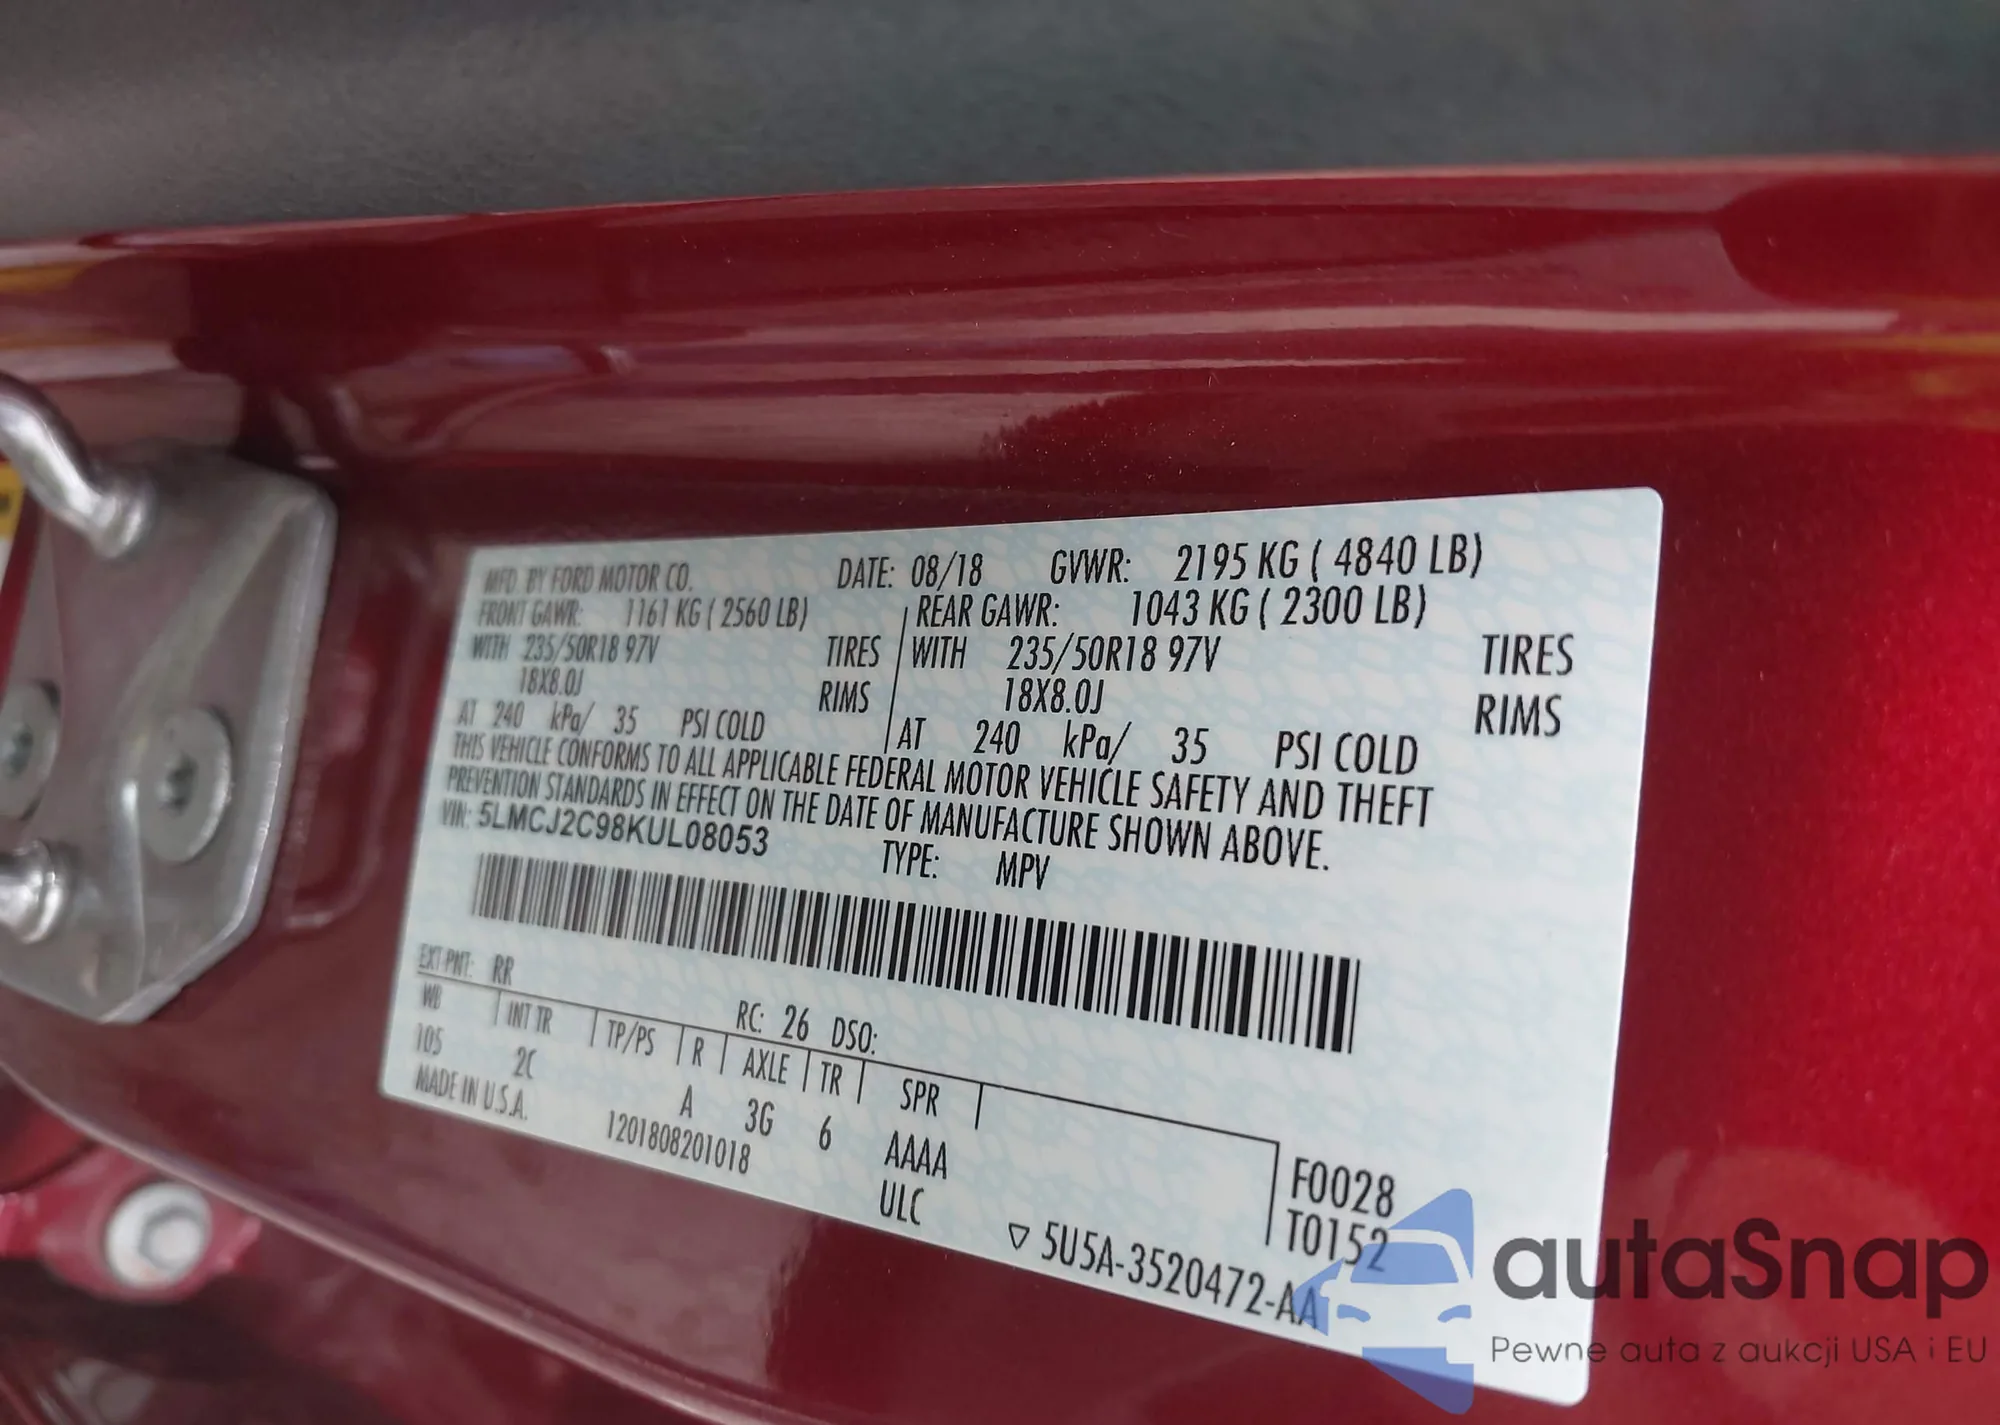 MFD. BY FORD MOTOR CO. DATE: 08/18 GVWR: 2195 KG ( 4840 LB)
FRONT GAWR: 1161 KG ( 2560 LB) REAR GAWR: 1043 KG ( 2300 LB)
WITH 235/50R18 97V TIRES WITH 235/50R18 97V TIRES
18X8.0J RIMS 18X8.0J RIMS
AT 240 kPa/ 35 PSI COLD AT 240 kPa/ 35 PSI COLD
THIS VEHICLE CONFORMS TO ALL APPLICABLE FEDERAL MOTOR VEHICLE SAFETY AND THEFT
PREVENTION STANDARDS IN EFFECT ON THE DATE OF MANUFACTURE SHOWN ABOVE.
VIN: 5LMCJ2C98KUL08053 TYPE: MPV
EXT PNT: RR RC: 26 DSO:
WB INT TR TP/PS R AXLE TR SPR
105 2C A 3G 6 AAAA F0028
MADE IN U.S.A. 1201808201018 ULC T0152
▽ 5U5A-3520472-AA
autaSnap
Pewne auta z aukcji USA i EU